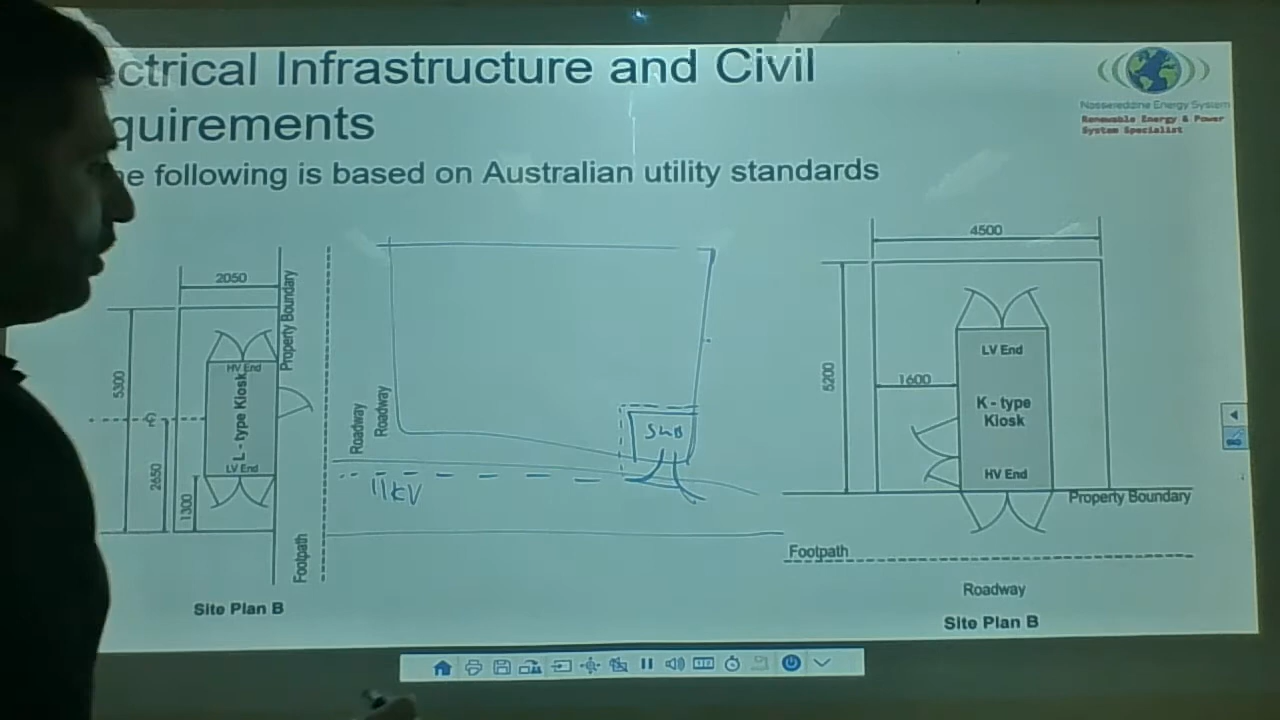 ctrical Infrastructure and Civil
quirements
he following is based on Australian utility standards
Nassereddine Energy System
Renewable Energy & Power
System Specialist
2050
5300
2650
1300
HV End
L - type Kiosk
LV End
Property Boundary
Footpath
Roadway
Roadway
Site Plan B
11kV
4500
5200
1600
LV End
K - type
Kiosk
HV End
Property Boundary
Footpath
Roadway
Site Plan B